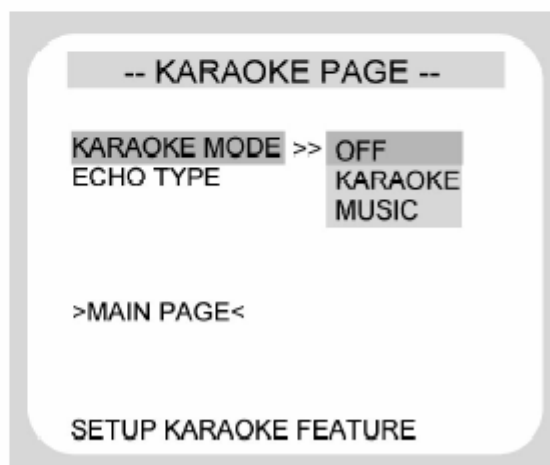 -- KARAOKE PAGE --
KARAOKE MODE >> OFF
ECHO TYPE KARAOKE
MUSIC
>MAIN PAGE<
SETUP KARAOKE FEATURE